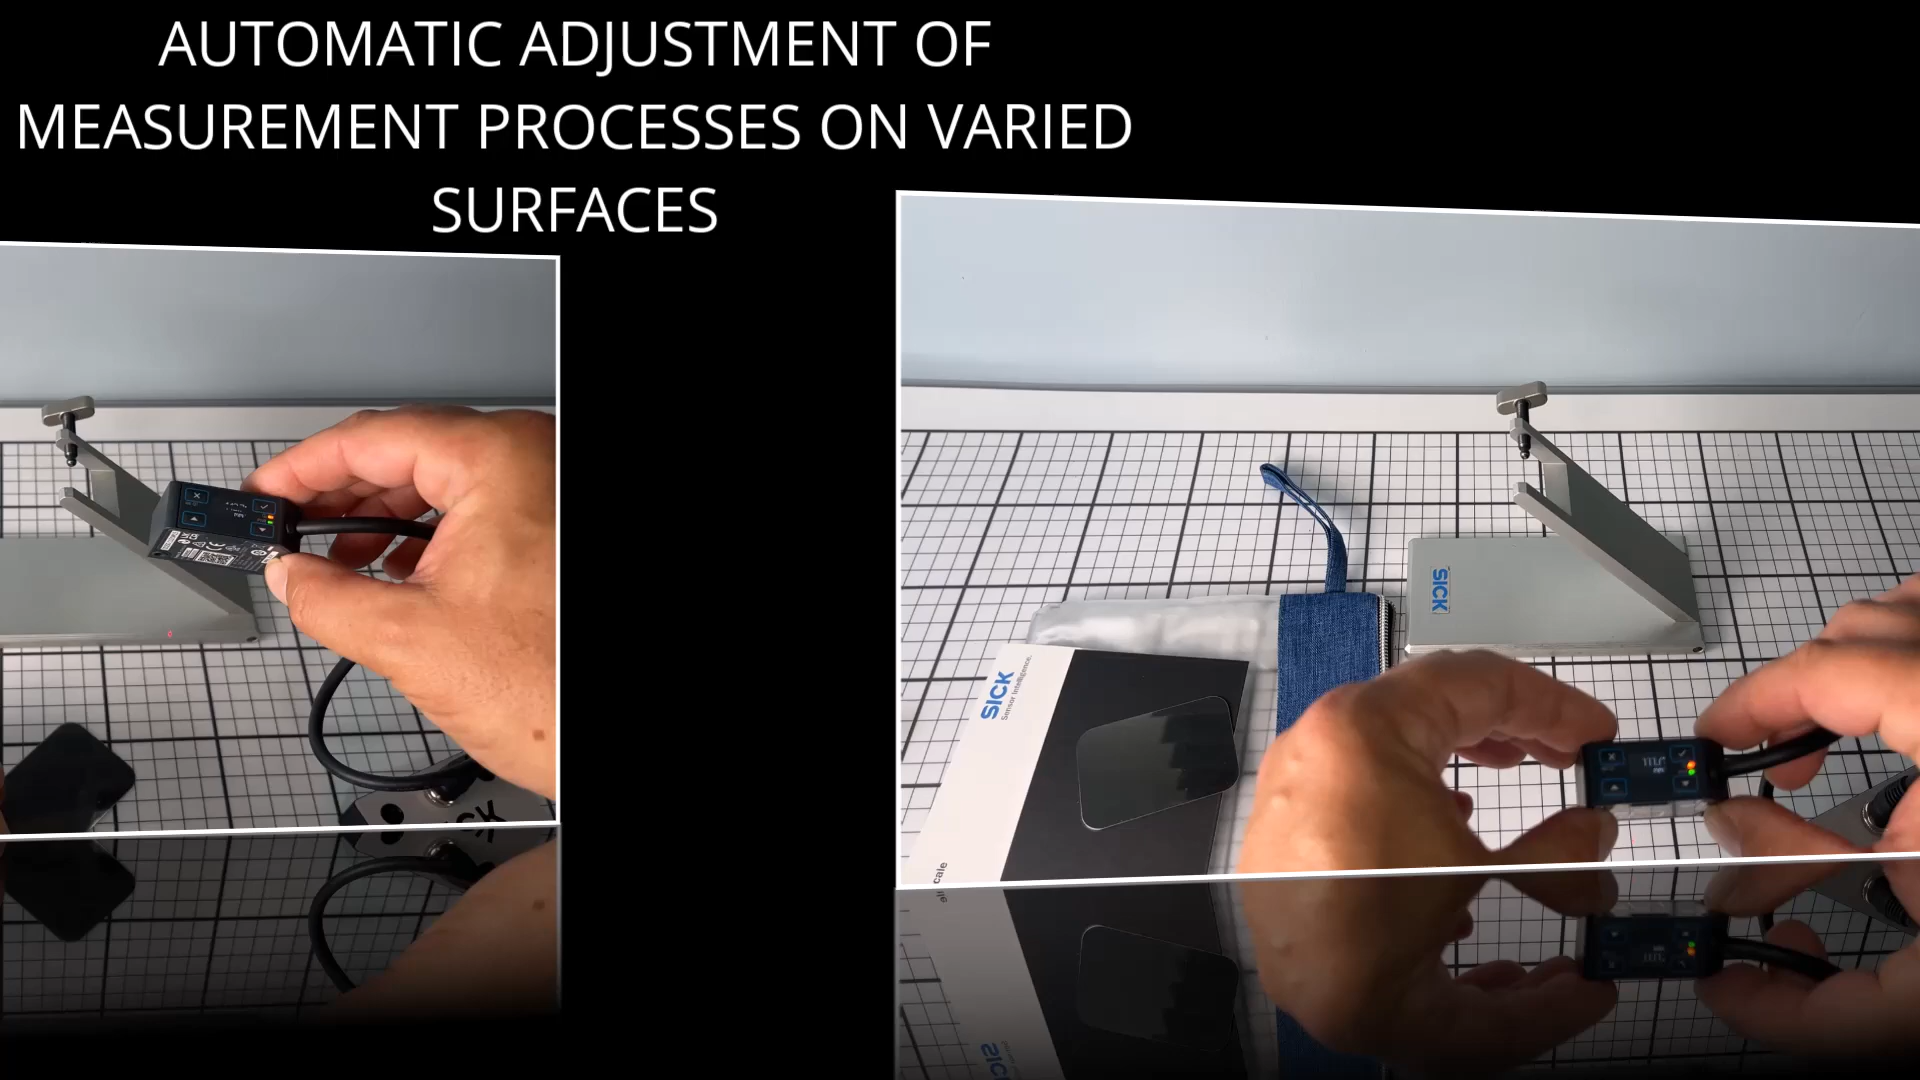 AUTOMATIC ADJUSTMENT OF
MEASUREMENT PROCESSES ON VARIED
SURFACES
SICK
SICK
Sensor Intelligence.